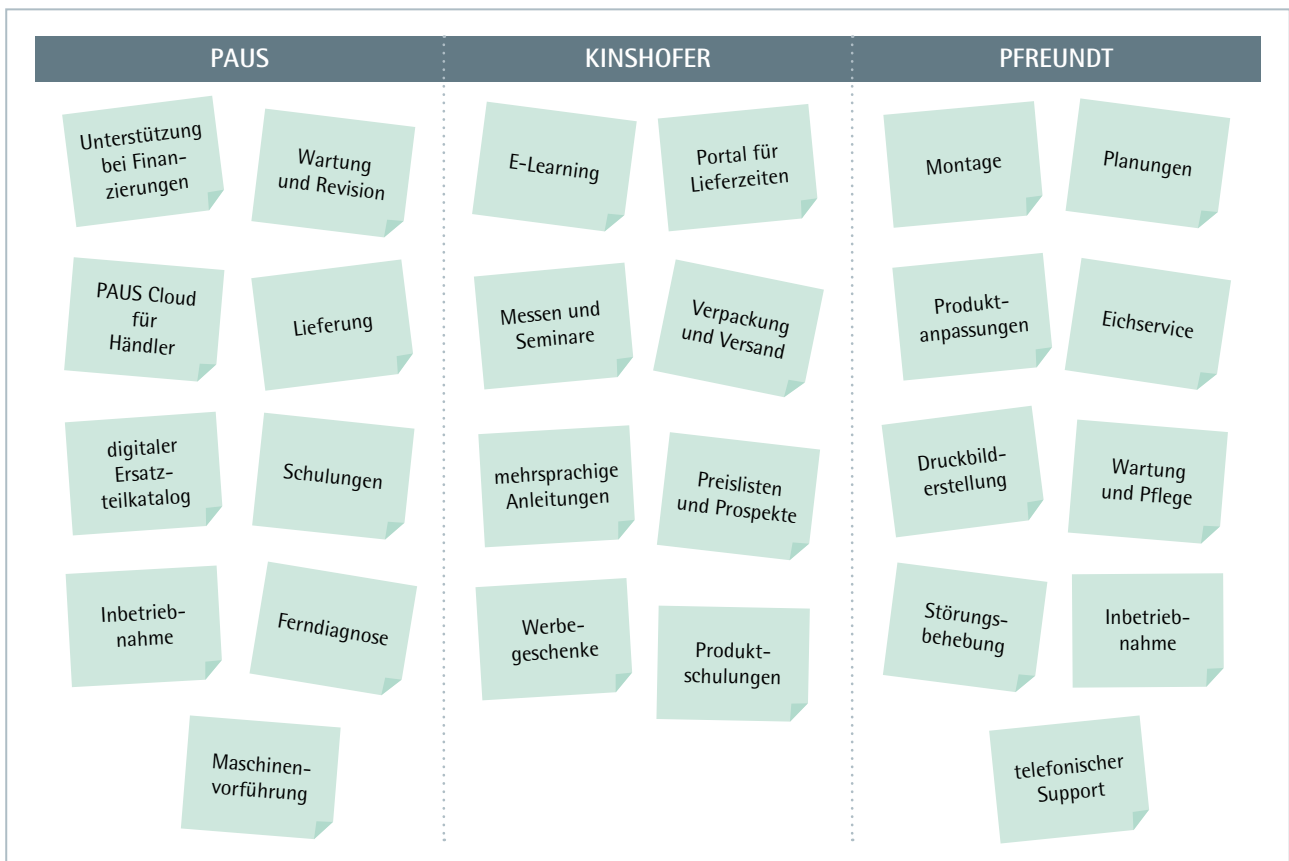 PAUS
Unterstützung
bei Finan-
zierungen
Wartung
und Revision
PAUS Cloud
für
Händler
Lieferung
digitaler
Ersatz-
teilkatalog
Schulungen
Inbetrieb-
nahme
Ferndiagnose
Maschinen-
vorführung
KINSHOFER
E-Learning
Portal für
Lieferzeiten
Messen und
Seminare
Verpackung
und Versand
mehrsprachige
Anleitungen
Preislisten
und Prospekte
Werbe-
geschenke
Produkt-
schulungen
PFREUNDT
Montage
Planungen
Produkt-
anpassungen
Eichservice
Druckbild-
erstellung
Wartung
und Pflege
Störungs-
behebung
Inbetrieb-
nahme
telefonischer
Support